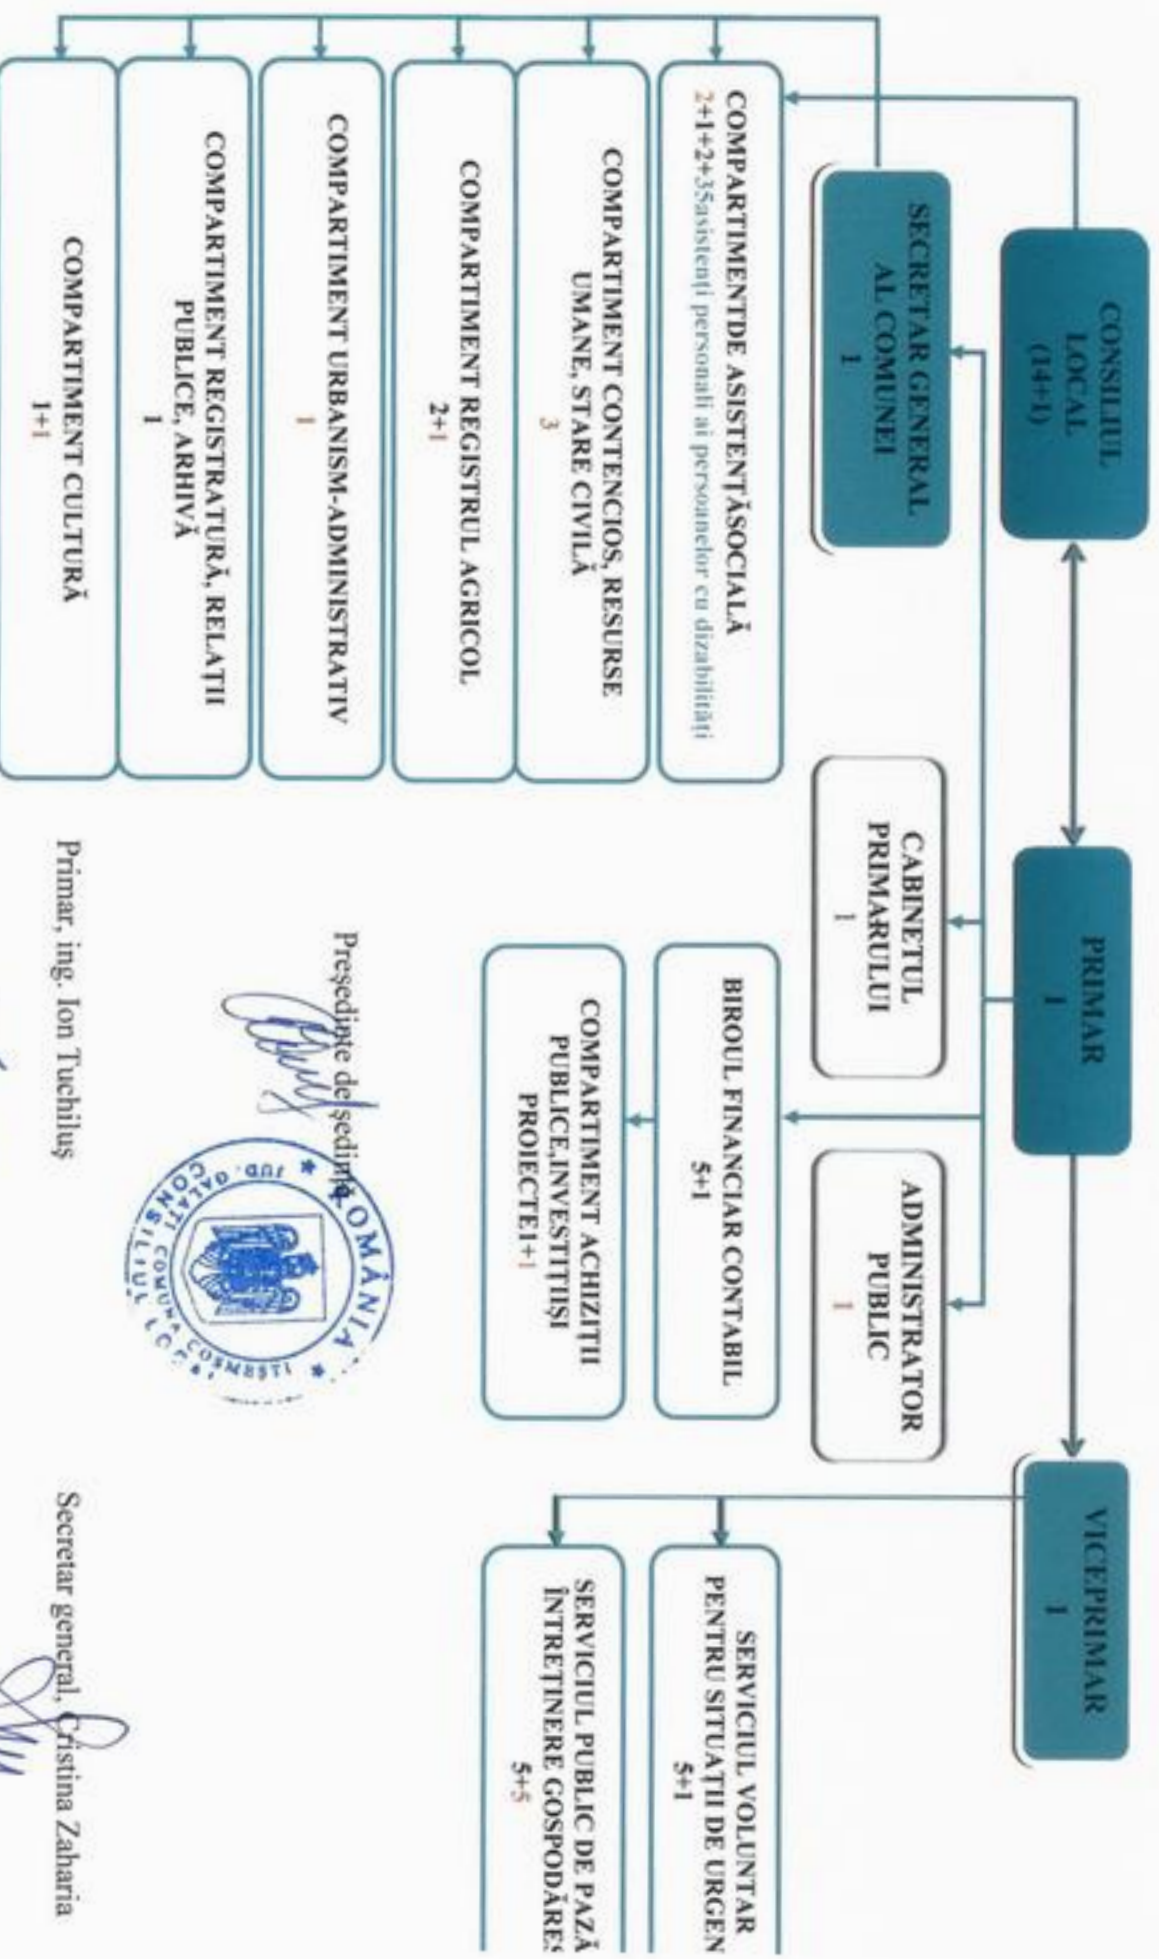 CONSILIUL
LOCAL
(14+1)
PRIMAR
1
VICEPRIMAR
1
SECRETAR GENERAL
AL COMUNEI
1
CABINETUL
PRIMARULUI
1
ADMINISTRATOR
PUBLIC
1
COMPARTIMENTDE ASISTENȚĂSOCIALĂ
2+1+2+35asistenți personali ai persoanelor cu dizabilități
COMPARTIMENT CONTENCIOS, RESURSE
UMANE, STARE CIVILĂ
3
COMPARTIMENT REGISTRUL AGRICOL
2+1
COMPARTIMENT URBANISM-ADMINISTRATIV
1
COMPARTIMENT REGISTRATURĂ, RELAȚII
PUBLICE, ARHIVĂ
1
COMPARTIMENT CULTURĂ
1+1
BIROUL FINANCIAR CONTABIL
5+1
COMPARTIMENT ACHIZIȚII
PUBLICE,INVESTIȚIIȘI
PROIECTE1+1
SERVICIUL VOLUNTAR
PENTRU SITUAȚII DE URGEN
5+1
SERVICIUL PUBLIC DE PAZĂ
ÎNTREȚINERE GOSPODĂRES
5+5
Președinte de ședință
ROMÂNIA
JUD. GALAȚI
COMUNA COSMEȘTI
CONSILIUL LOCAL
Primar, ing. Ion Tuchiluș
Secretar general, Cristina Zaharia